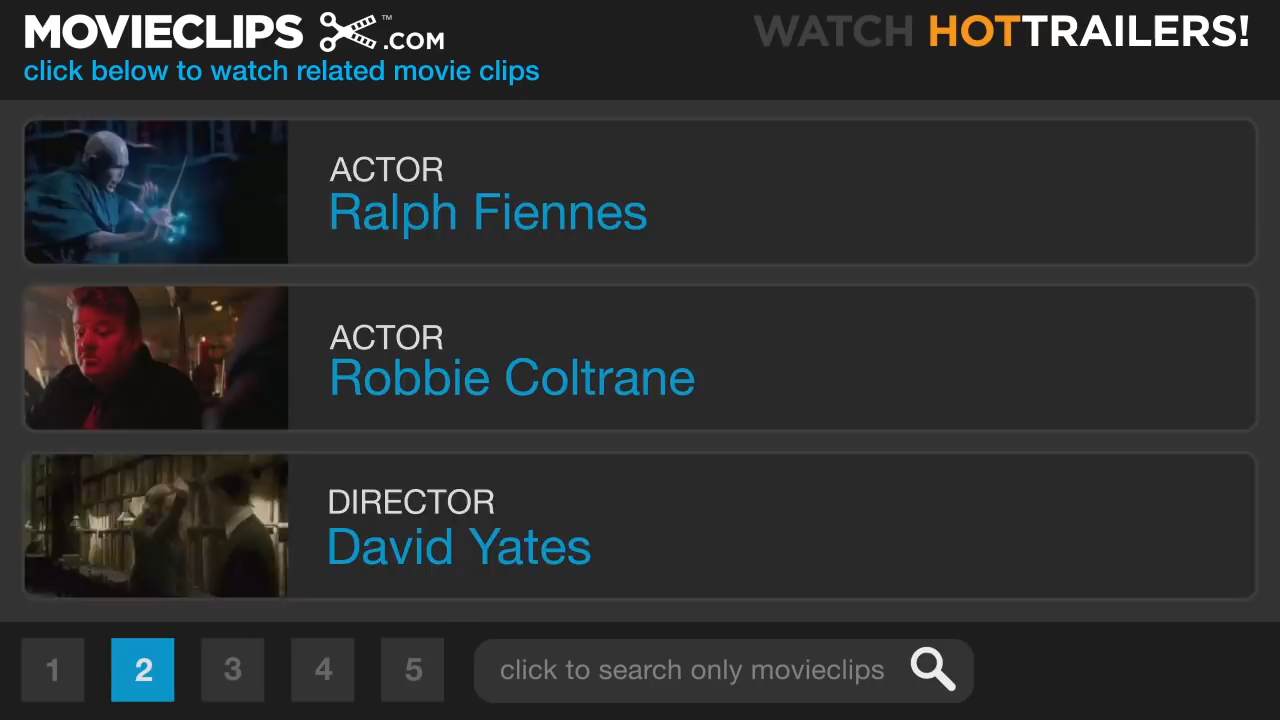 MOVIECLIPS ™ .COM
WATCH HOTTRAILERS!
click below to watch related movie clips
ACTOR
Ralph Fiennes
ACTOR
Robbie Coltrane
DIRECTOR
David Yates
1 2 3 4 5 click to search only movieclips